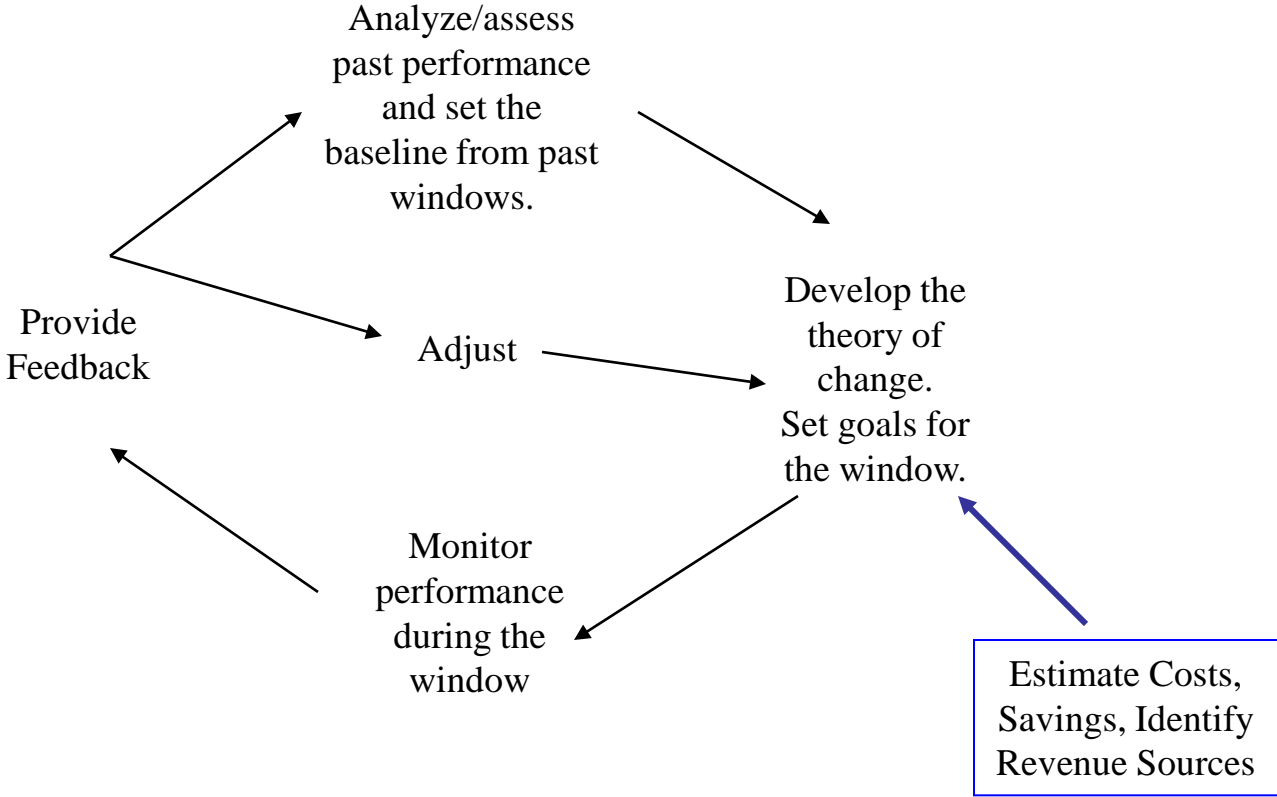 Analyze/assess
past performance
and set the
baseline from past
windows.
Provide
Feedback
Adjust
Develop the
theory of
change.
Set goals for
the window.
Monitor
performance
during the
window
Estimate Costs,
Savings, Identify
Revenue Sources